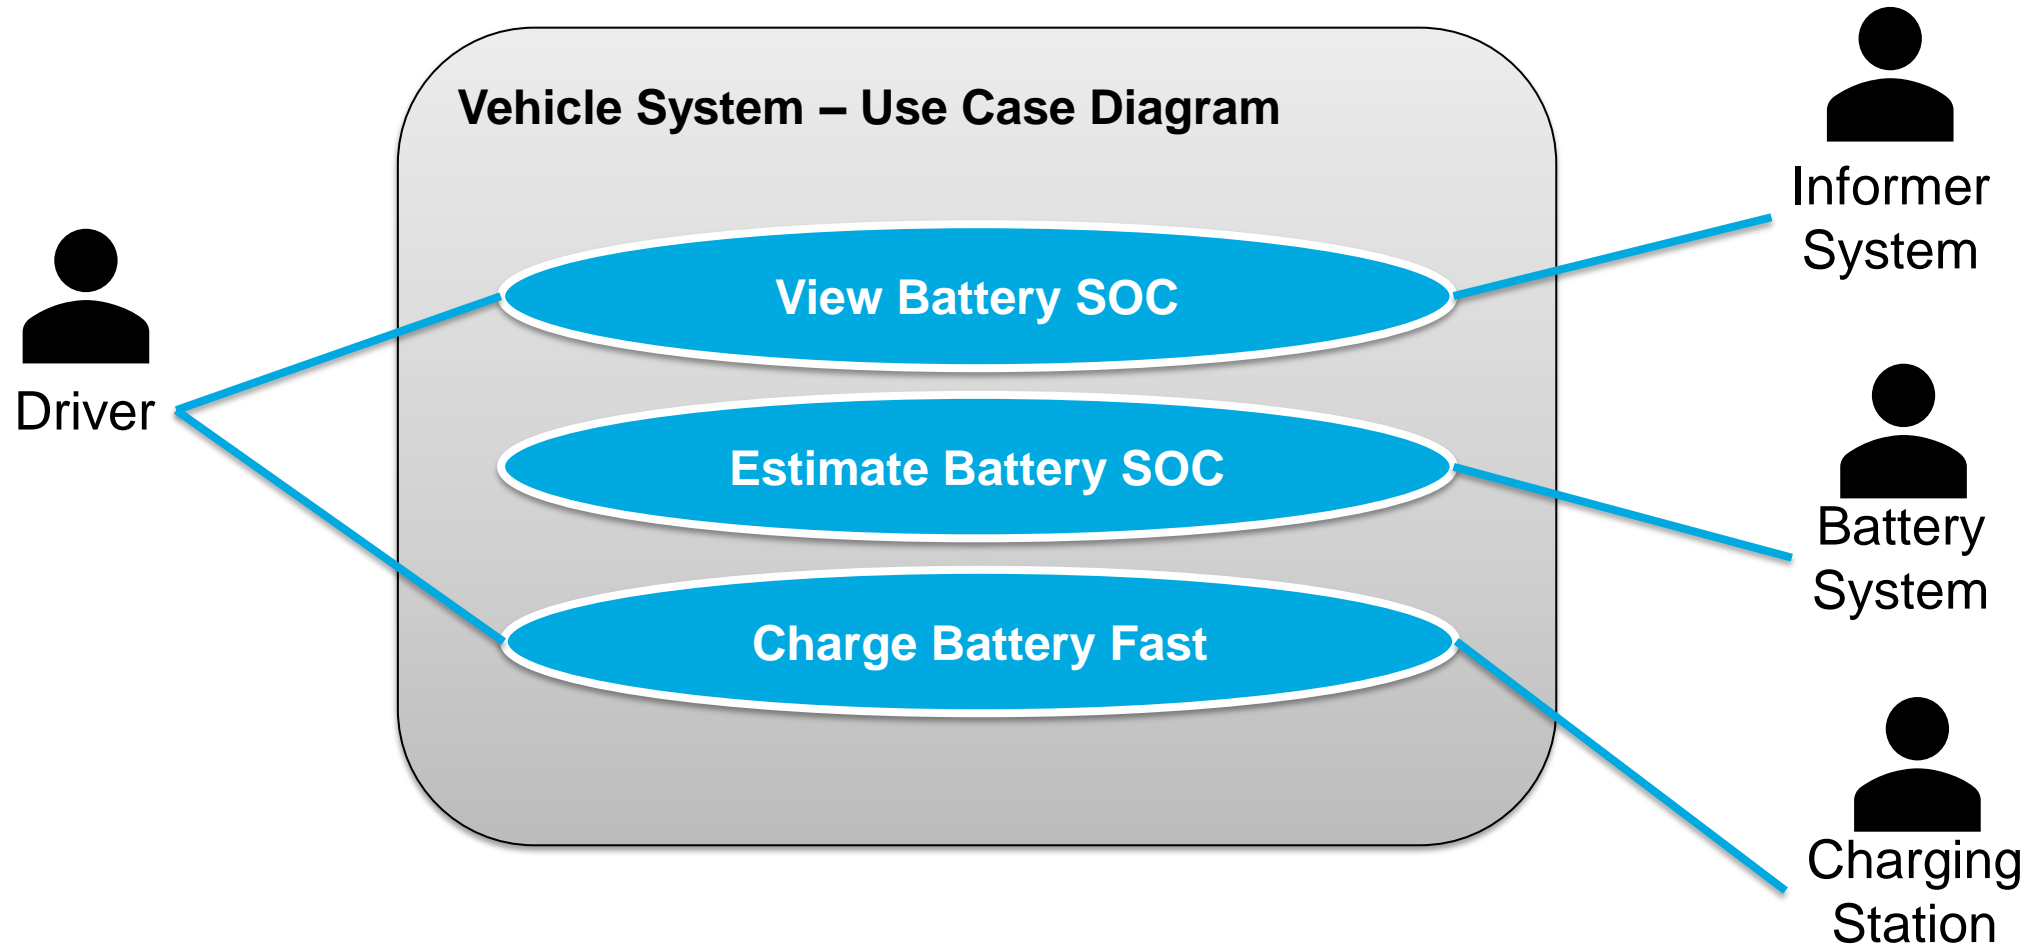 Vehicle System – Use Case Diagram
Driver
View Battery SOC
Estimate Battery SOC
Charge Battery Fast
Informer
System
Battery
System
Charging
Station